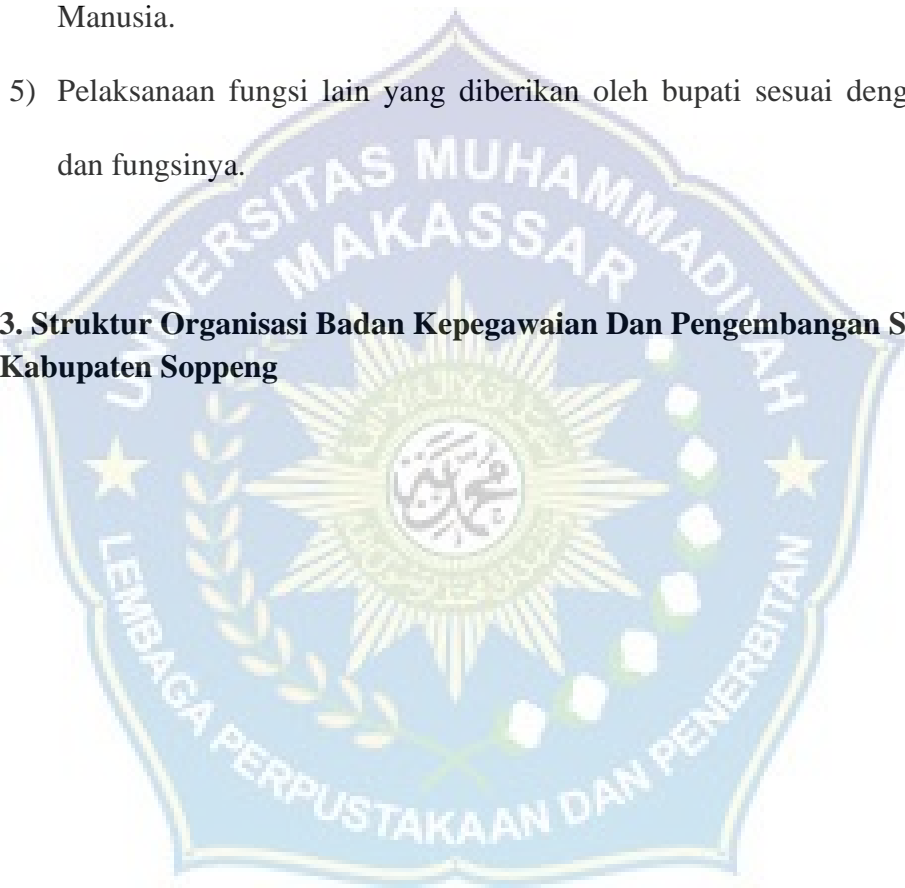 Manusia.
5) Pelaksanaan fungsi lain yang diberikan oleh bupati sesuai deng
dan fungsinya.
UNIVERSITAS MUHAMMADIYAH
MAKASSAR
3. Struktur Organisasi Badan Kepegawaian Dan Pengembangan S
Kabupaten Soppeng
محمدية
LEMBAGA PERPUSTAKAAN DAN PENERBITAN